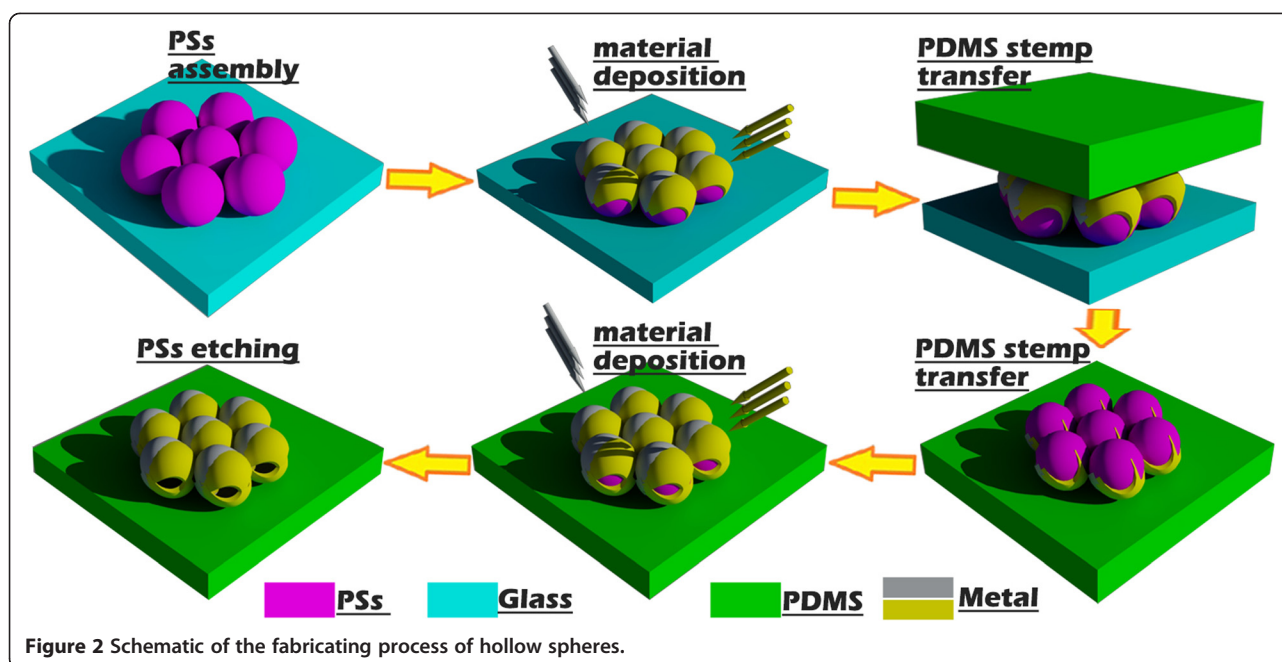 PSs
assembly
material
deposition
PDMS stemp
transfer
PDMS stemp
transfer
material
deposition
PSs etching
PSs
Glass
PDMS
Metal
Figure 2 Schematic of the fabricating process of hollow spheres.